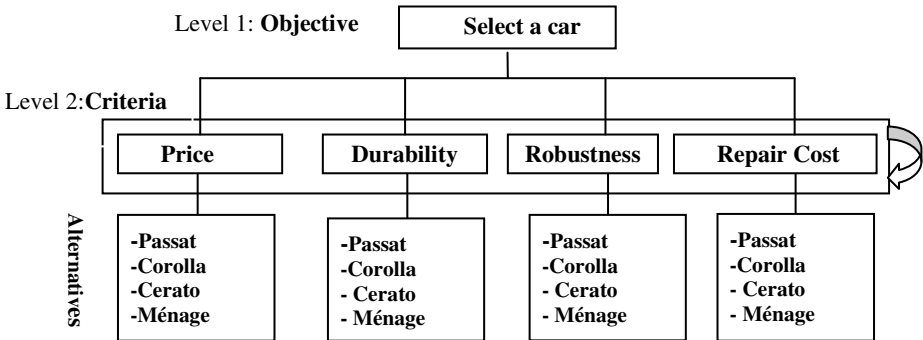 Level 1: Objective
Select a car
Level 2:Criteria
Price
Durability
Robustness
Repair Cost
Alternatives
-Passat
-Corolla
-Cerato
-Ménage
-Passat
-Corolla
- Cerato
- Ménage
-Passat
-Corolla
- Cerato
- Ménage
-Passat
-Corolla
- Cerato
- Ménage